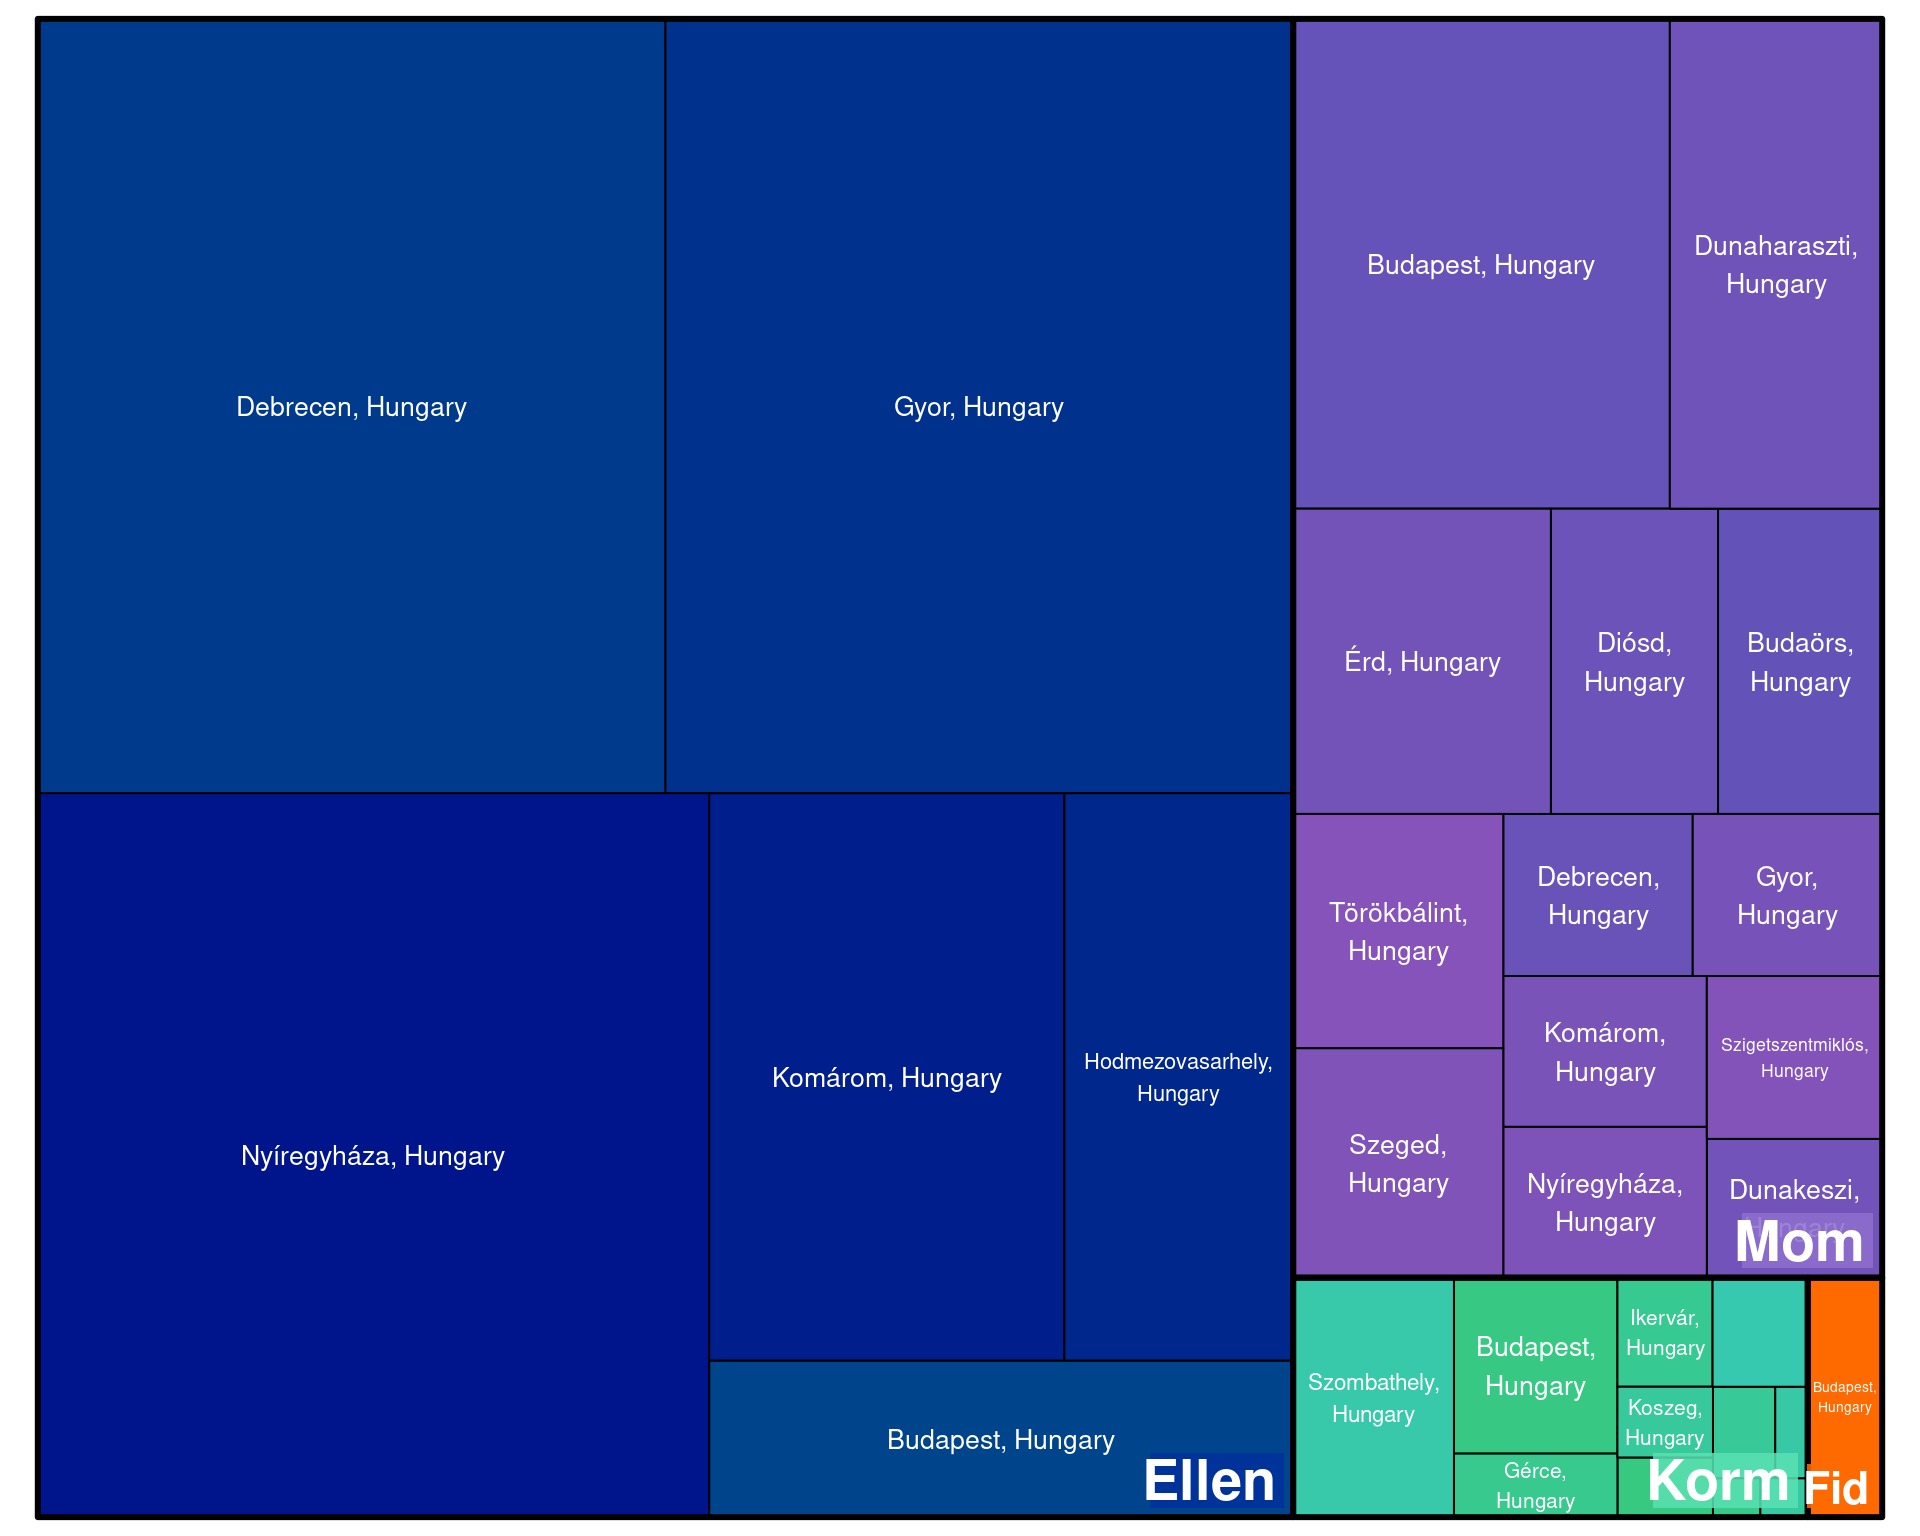 Debrecen, Hungary
Gyor, Hungary
Nyíregyháza, Hungary
Komárom, Hungary
Hodmezovasarhely,
Hungary
Budapest, Hungary
Ellen
Budapest, Hungary
Dunaharaszti,
Hungary
Érd, Hungary
Diósd,
Hungary
Budaörs,
Hungary
Törökbálint,
Hungary
Debrecen,
Hungary
Gyor,
Hungary
Komárom,
Hungary
Szigetszentmiklós,
Hungary
Szeged,
Hungary
Nyíregyháza,
Hungary
Dunakeszi,
Hungary
Mom
Szombathely,
Hungary
Budapest,
Hungary
Gérce,
Hungary
Ikervár,
Hungary
Koszeg,
Hungary
Korm
Budapest,
Hungary
Fid